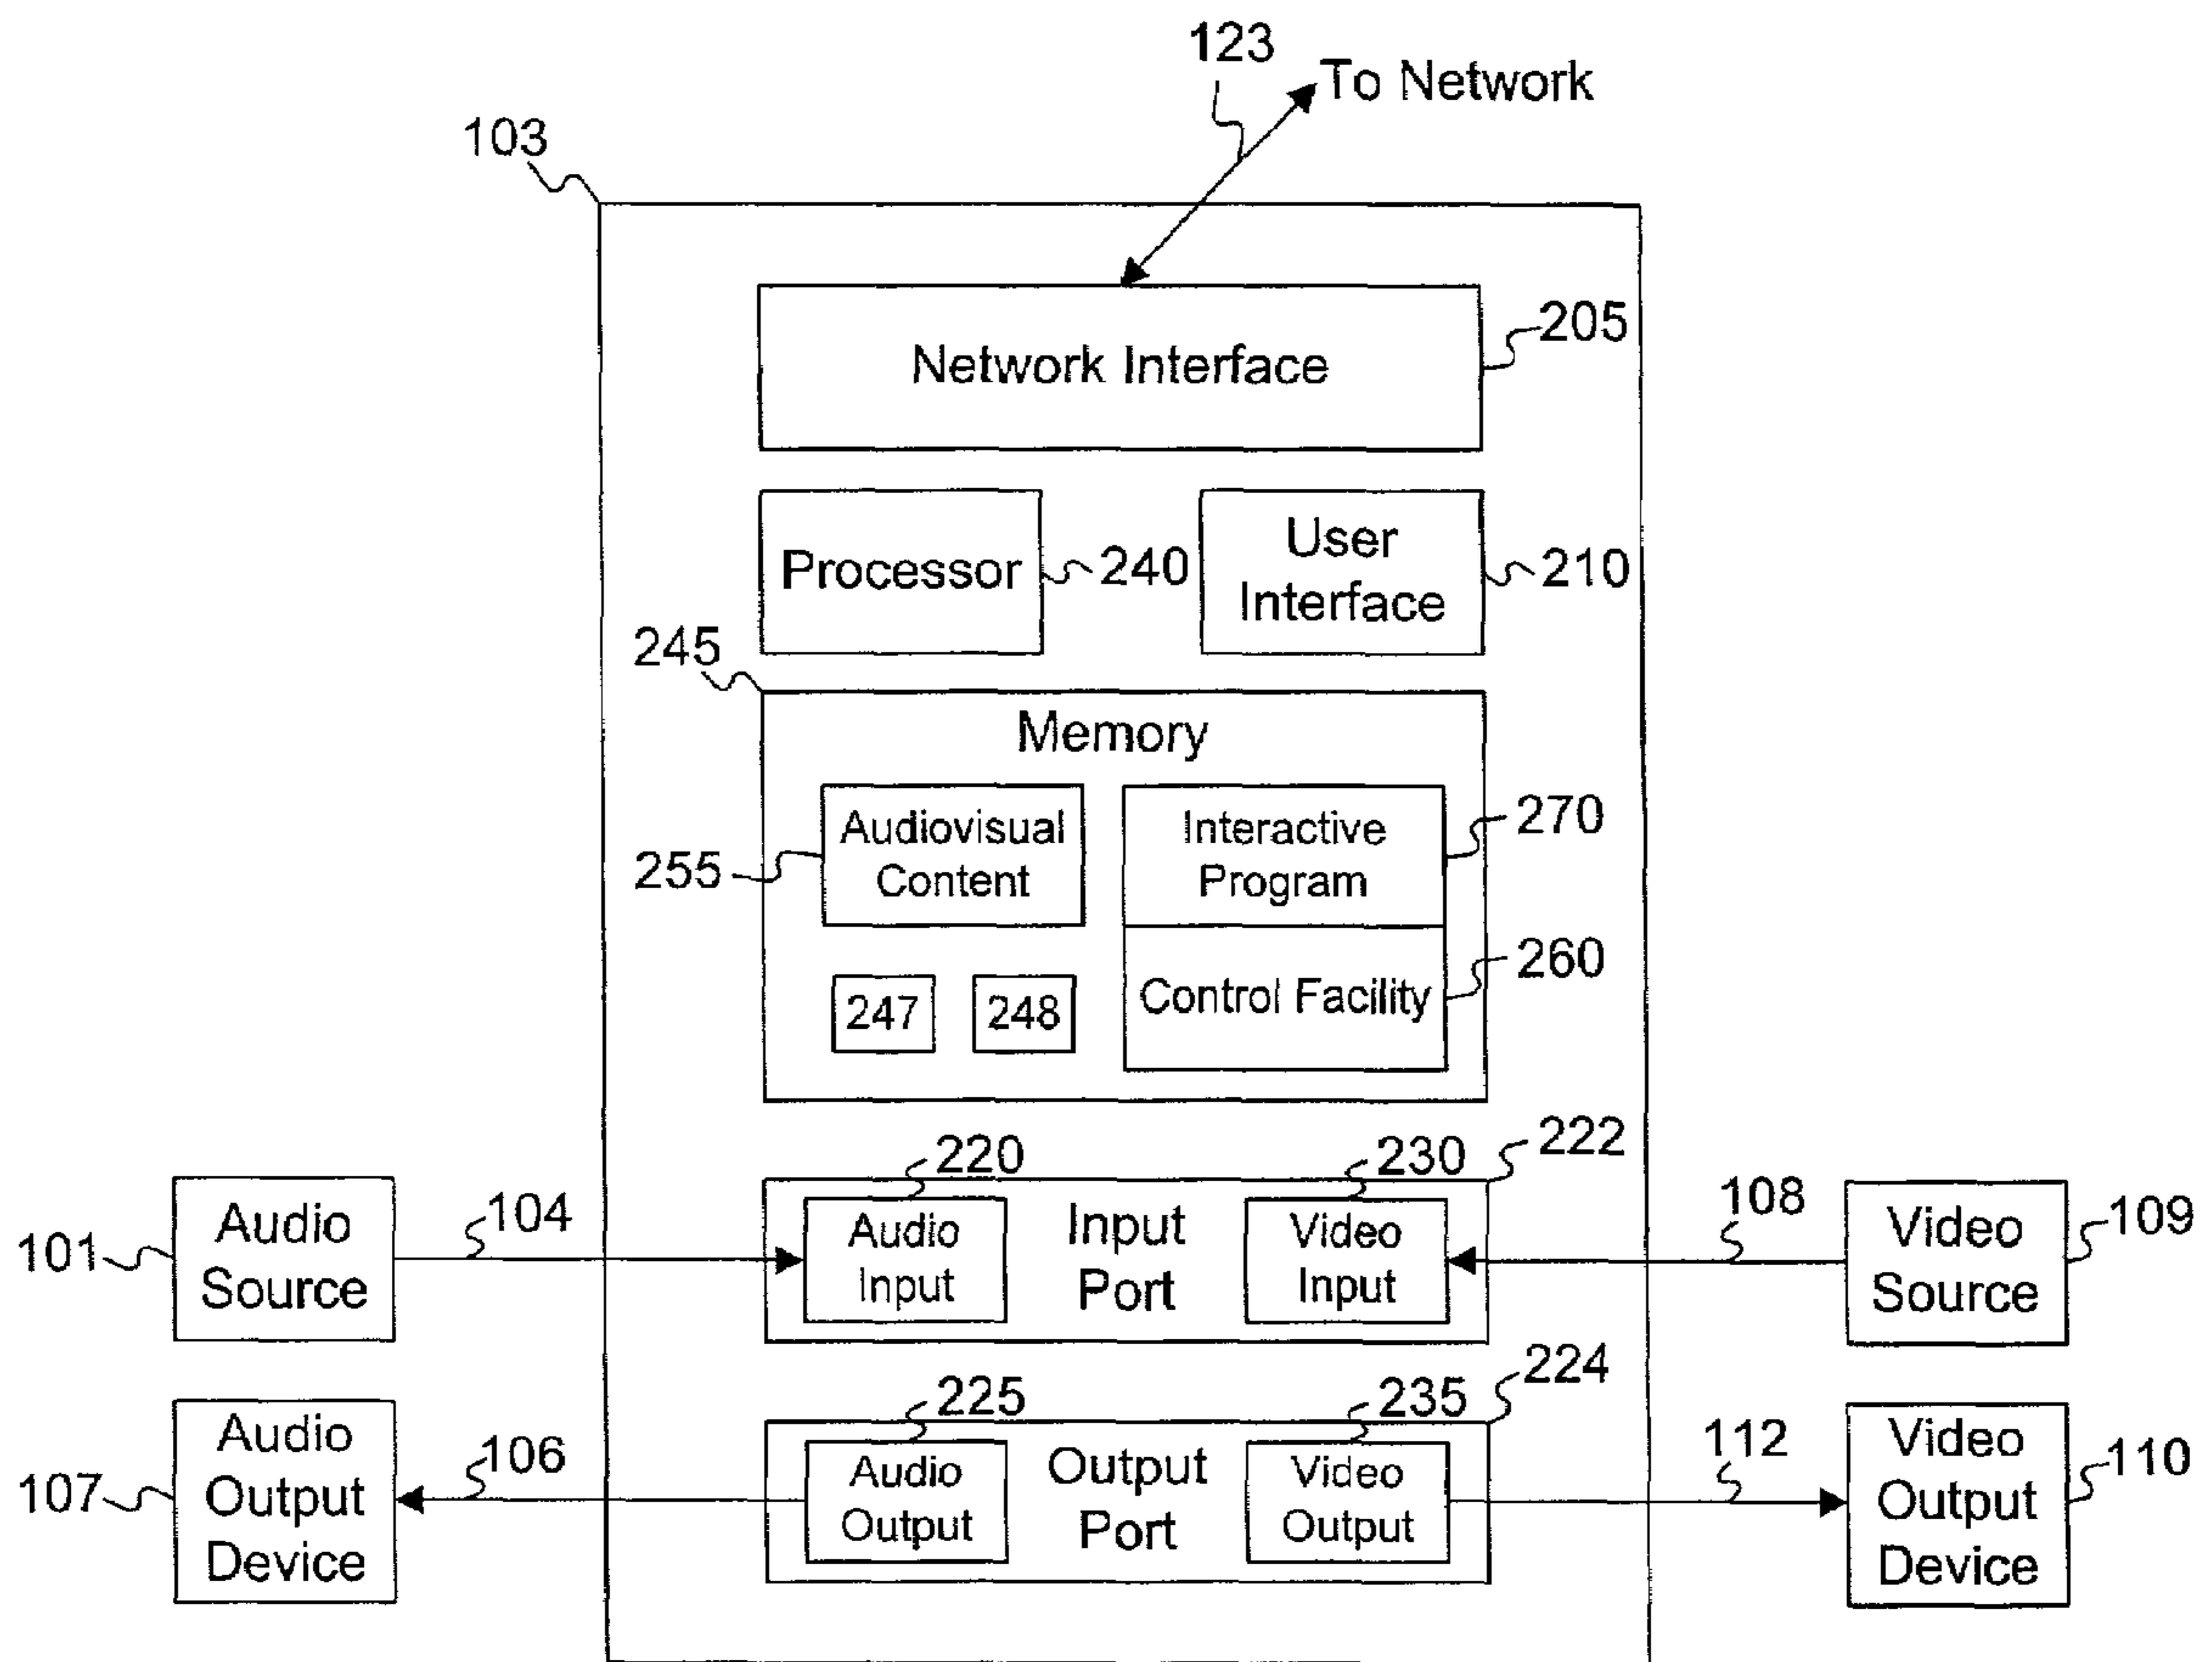 123
To Network
103
205
Network Interface
Processor
240
User
Interface
210
245
Memory
Audiovisual
Content
255
Interactive
Program
270
260
Control Facility
247
248
222
220
230
Audio
Source
101
104
Audio
Input
Input
Port
Video
Input
108
Video
Source
109
224
225
235
Audio
Output
Device
107
106
Audio
Output
Output
Port
Video
Output
112
Video
Output
Device
110